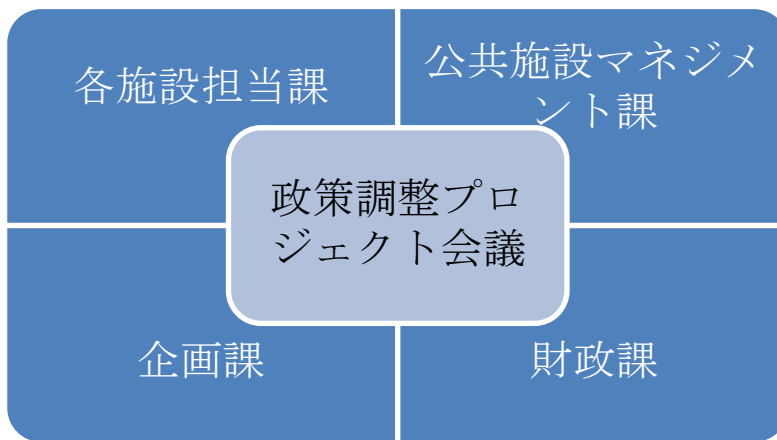 各施設担当課
公共施設マネジメ
ント課
政策調整プロ
ジェクト会議
企画課
財政課